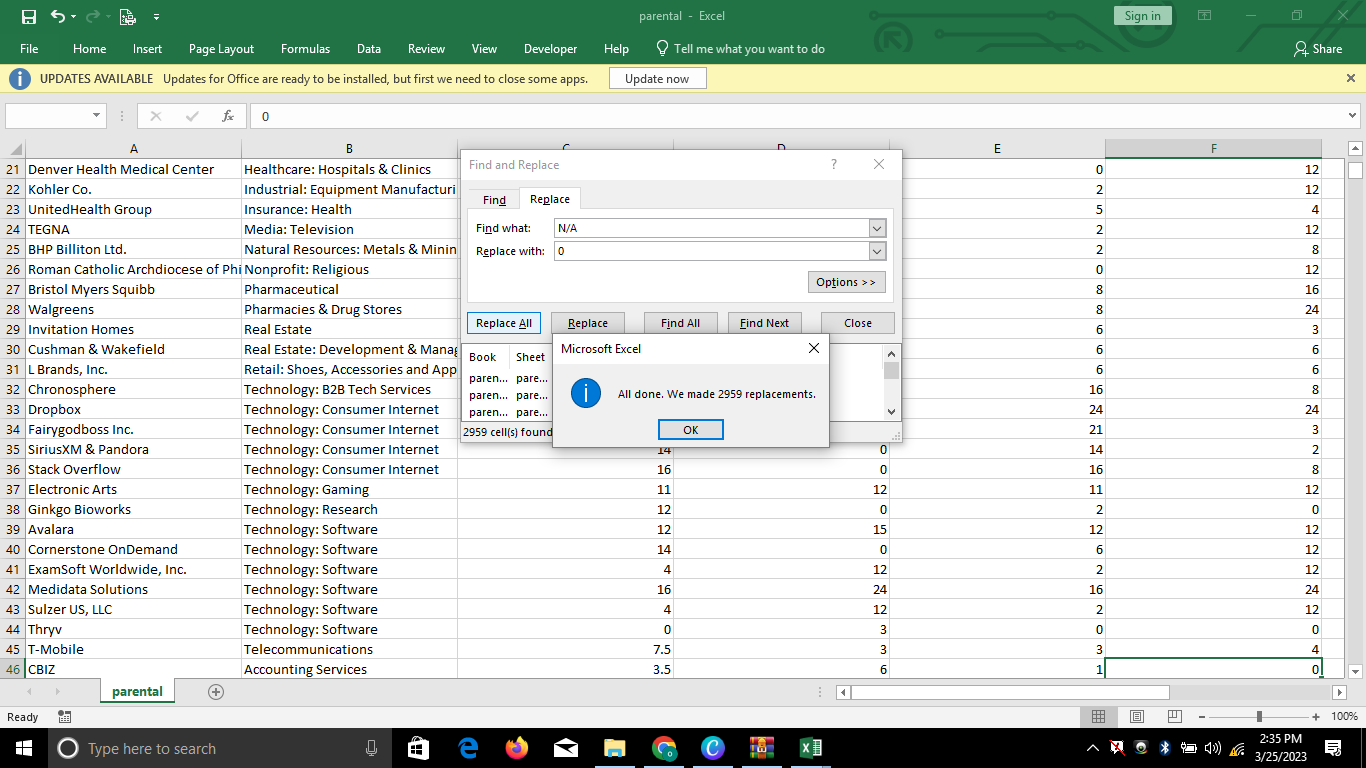 parental - Excel
Sign in
File Home Insert Page Layout Formulas Data Review View Developer Help Tell me what you want to do Share
UPDATES AVAILABLE Updates for Office are ready to be installed, but first we need to close some apps. Update now
fx 0
A B C D E F
21 Denver Health Medical Center Healthcare: Hospitals & Clinics 0 12
22 Kohler Co. Industrial: Equipment Manufacturi 2 12
23 UnitedHealth Group Insurance: Health 5 4
24 TEGNA Media: Television 2 12
25 BHP Billiton Ltd. Natural Resources: Metals & Minin 2 8
26 Roman Catholic Archdiocese of Phi Nonprofit: Religious 0 12
27 Bristol Myers Squibb Pharmaceutical 8 16
28 Walgreens Pharmacies & Drug Stores 8 24
29 Invitation Homes Real Estate 6 3
30 Cushman & Wakefield Real Estate: Development & Manag 6 6
31 L Brands, Inc. Retail: Shoes, Accessories and App 6 6
32 Chronosphere Technology: B2B Tech Services 16 8
33 Dropbox Technology: Consumer Internet 24 24
34 Fairygodboss Inc. Technology: Consumer Internet 21 3
35 SiriusXM & Pandora Technology: Consumer Internet 14 0 14 2
36 Stack Overflow Technology: Consumer Internet 16 0 16 8
37 Electronic Arts Technology: Gaming 11 12 11 12
38 Ginkgo Bioworks Technology: Research 12 0 2 0
39 Avalara Technology: Software 12 15 12 12
40 Cornerstone OnDemand Technology: Software 14 0 6 12
41 ExamSoft Worldwide, Inc. Technology: Software 4 12 2 12
42 Medidata Solutions Technology: Software 16 24 16 24
43 Sulzer US, LLC Technology: Software 4 12 2 12
44 Thryv Technology: Software 0 3 0 0
45 T-Mobile Telecommunications 7.5 3 3 4
46 CBIZ Accounting Services 3.5 6 1 0
Find and Replace ?
Find Replace
Find what: N/A
Replace with: 0
Options >>
Replace All Replace Find All Find Next Close
Book Sheet
paren... pare...
paren... pare...
paren... pare...
2959 cell(s) found
Microsoft Excel
All done. We made 2959 replacements.
OK
parental
Ready 100%
Type here to search
2:35 PM
3/25/2023